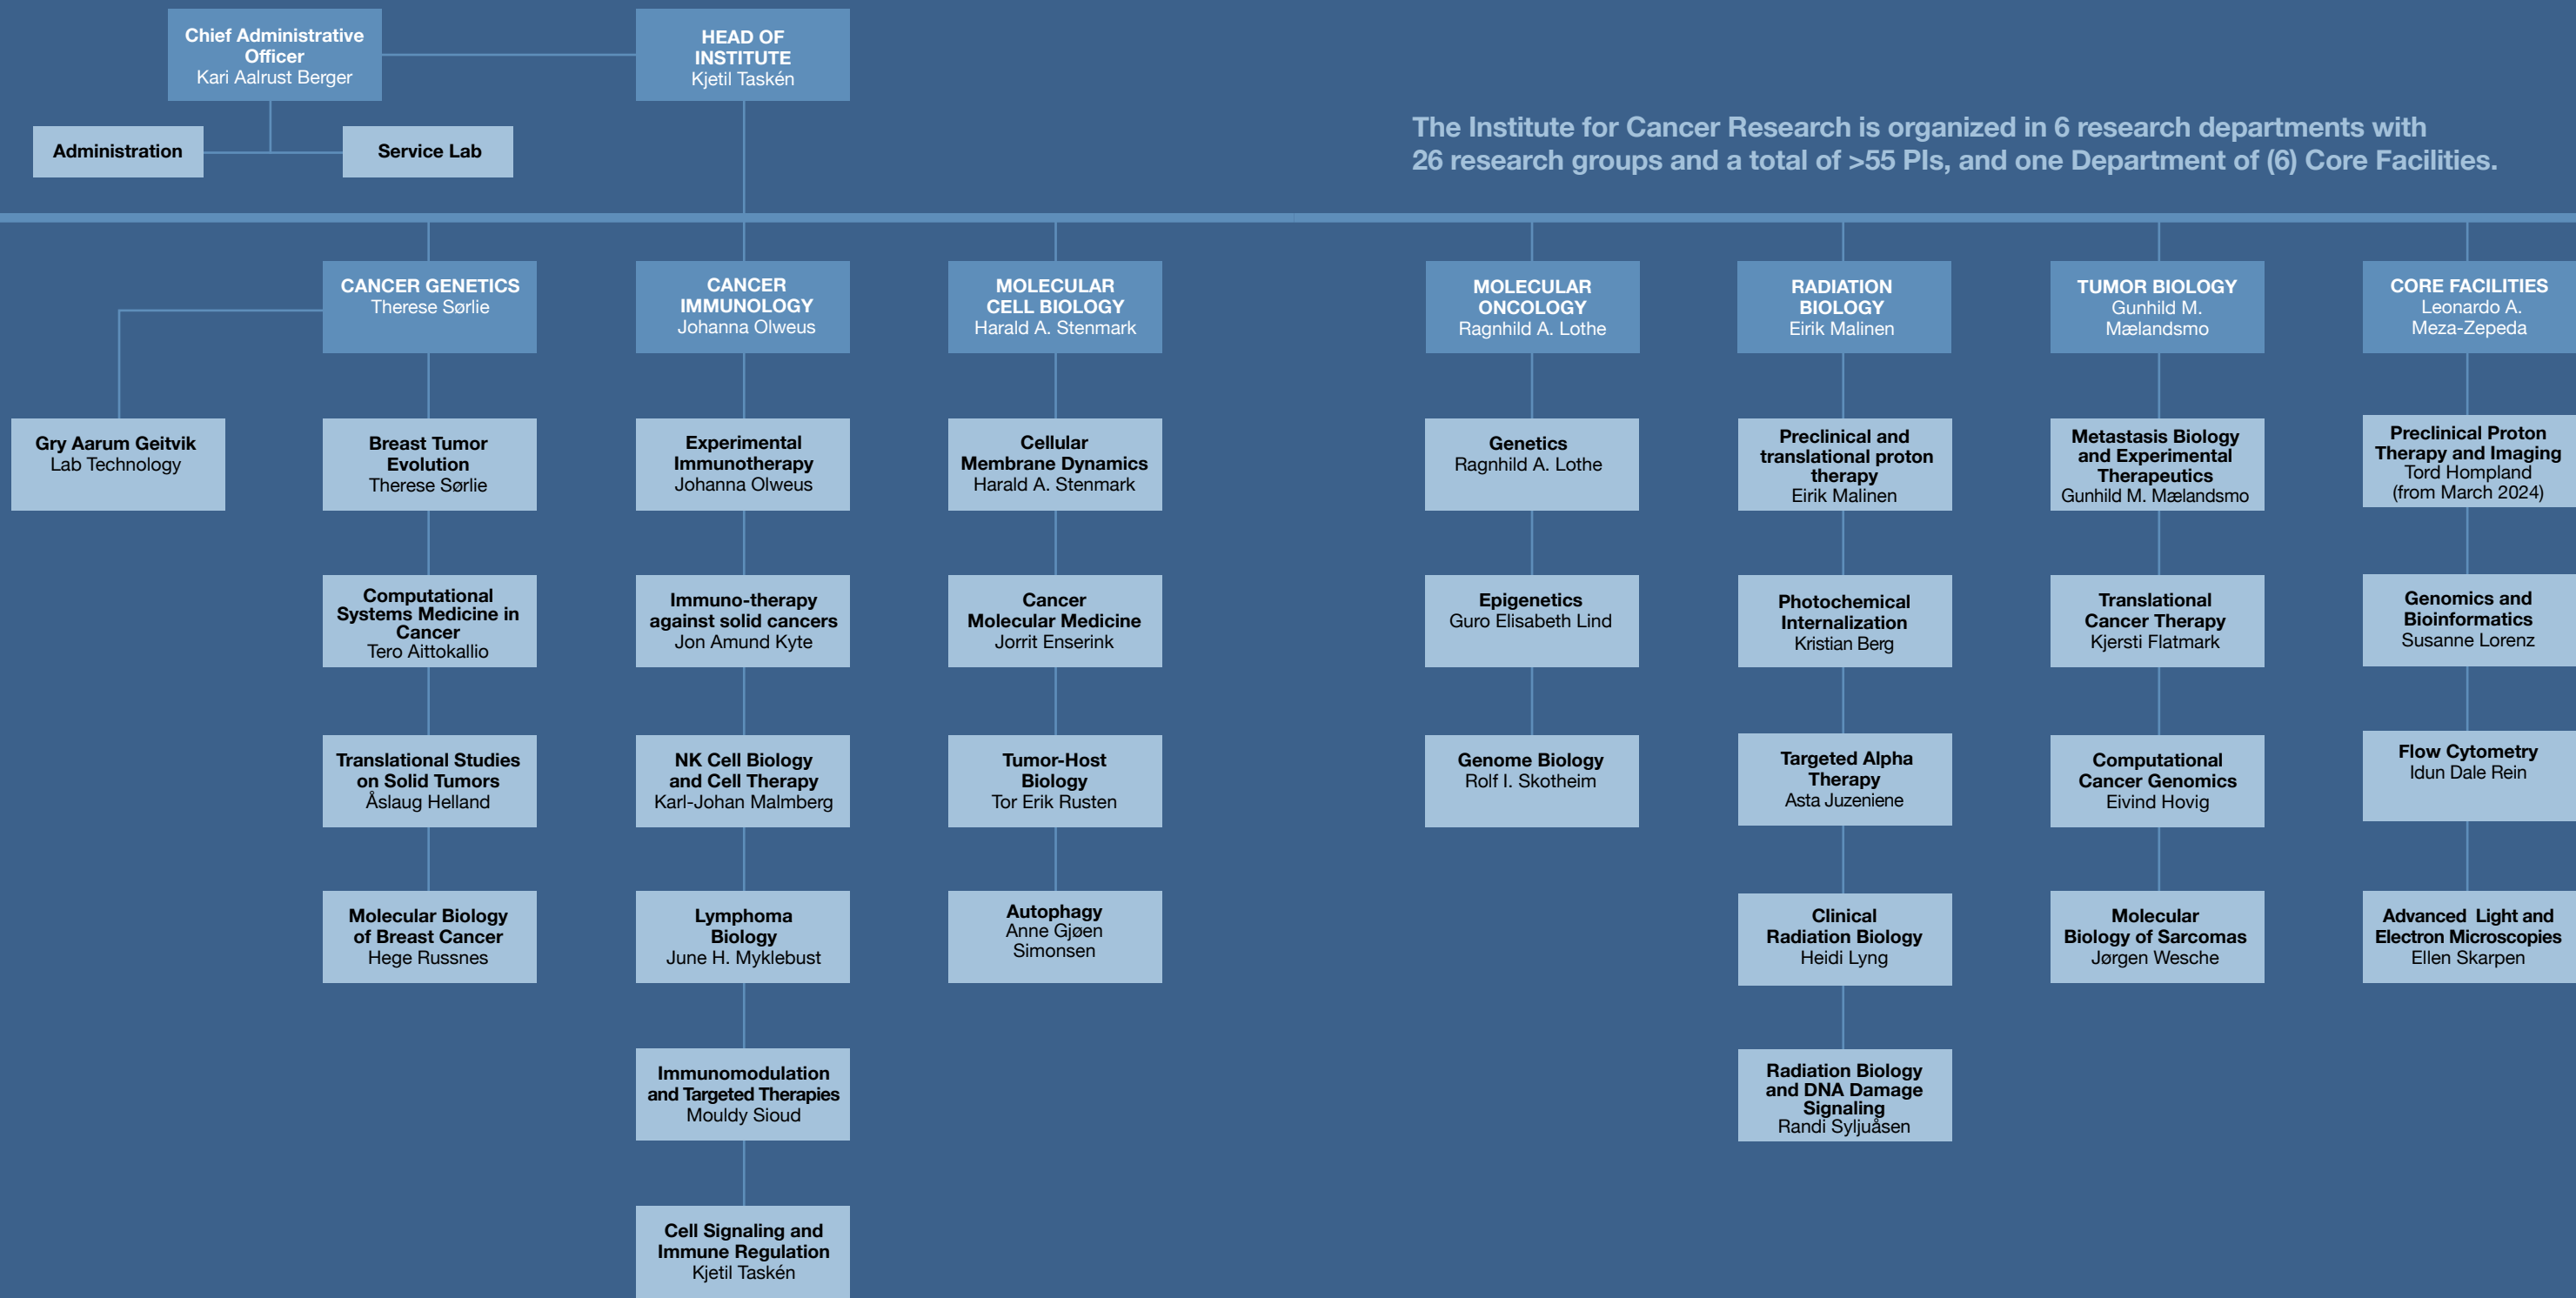 Chief Administrative
Officer
Kari Aalrust Berger
HEAD OF
INSTITUTE
Kjetil Taskén
Administration
Service Lab
The Institute for Cancer Research is organized in 6 research departments with
26 research groups and a total of >55 PIs, and one Department of (6) Core Facilities.
CANCER GENETICS
Therese Sørlie
CANCER
IMMUNOLOGY
Johanna Olweus
MOLECULAR
CELL BIOLOGY
Harald A. Stenmark
MOLECULAR
ONCOLOGY
Ragnhild A. Lothe
RADIATION
BIOLOGY
Eirik Malinen
TUMOR BIOLOGY
Gunhild M.
Mælandsmo
CORE FACILITIES
Leonardo A.
Meza-Zepeda
Gry Aarum Geitvik
Lab Technology
Breast Tumor
Evolution
Therese Sørlie
Experimental
Immunotherapy
Johanna Olweus
Cellular
Membrane Dynamics
Harald A. Stenmark
Genetics
Ragnhild A. Lothe
Preclinical and
translational proton
therapy
Eirik Malinen
Metastasis Biology
and Experimental
Therapeutics
Gunhild M. Mælandsmo
Preclinical Proton
Therapy and Imaging
Tord Hompland
(from March 2024)
Computational
Systems Medicine in
Cancer
Tero Aittokallio
Immuno-therapy
against solid cancers
Jon Amund Kyte
Cancer
Molecular Medicine
Jorrit Enserink
Epigenetics
Guro Elisabeth Lind
Photochemical
Internalization
Kristian Berg
Translational
Cancer Therapy
Kjersti Flatmark
Genomics and
Bioinformatics
Susanne Lorenz
Translational Studies
on Solid Tumors
Åslaug Helland
NK Cell Biology
and Cell Therapy
Karl-Johan Malmberg
Tumor-Host
Biology
Tor Erik Rusten
Genome Biology
Rolf I. Skotheim
Targeted Alpha
Therapy
Asta Juzeniene
Computational
Cancer Genomics
Eivind Hovig
Flow Cytometry
Idun Dale Rein
Molecular Biology
of Breast Cancer
Hege Russnes
Lymphoma
Biology
June H. Myklebust
Autophagy
Anne Gjøen
Simonsen
Clinical
Radiation Biology
Heidi Lyng
Molecular
Biology of Sarcomas
Jørgen Wesche
Advanced Light and
Electron Microscopies
Ellen Skarpen
Immunomodulation
and Targeted Therapies
Mouldy Sioud
Radiation Biology
and DNA Damage
Signaling
Randi Syljuåsen
Cell Signaling and
Immune Regulation
Kjetil Taskén